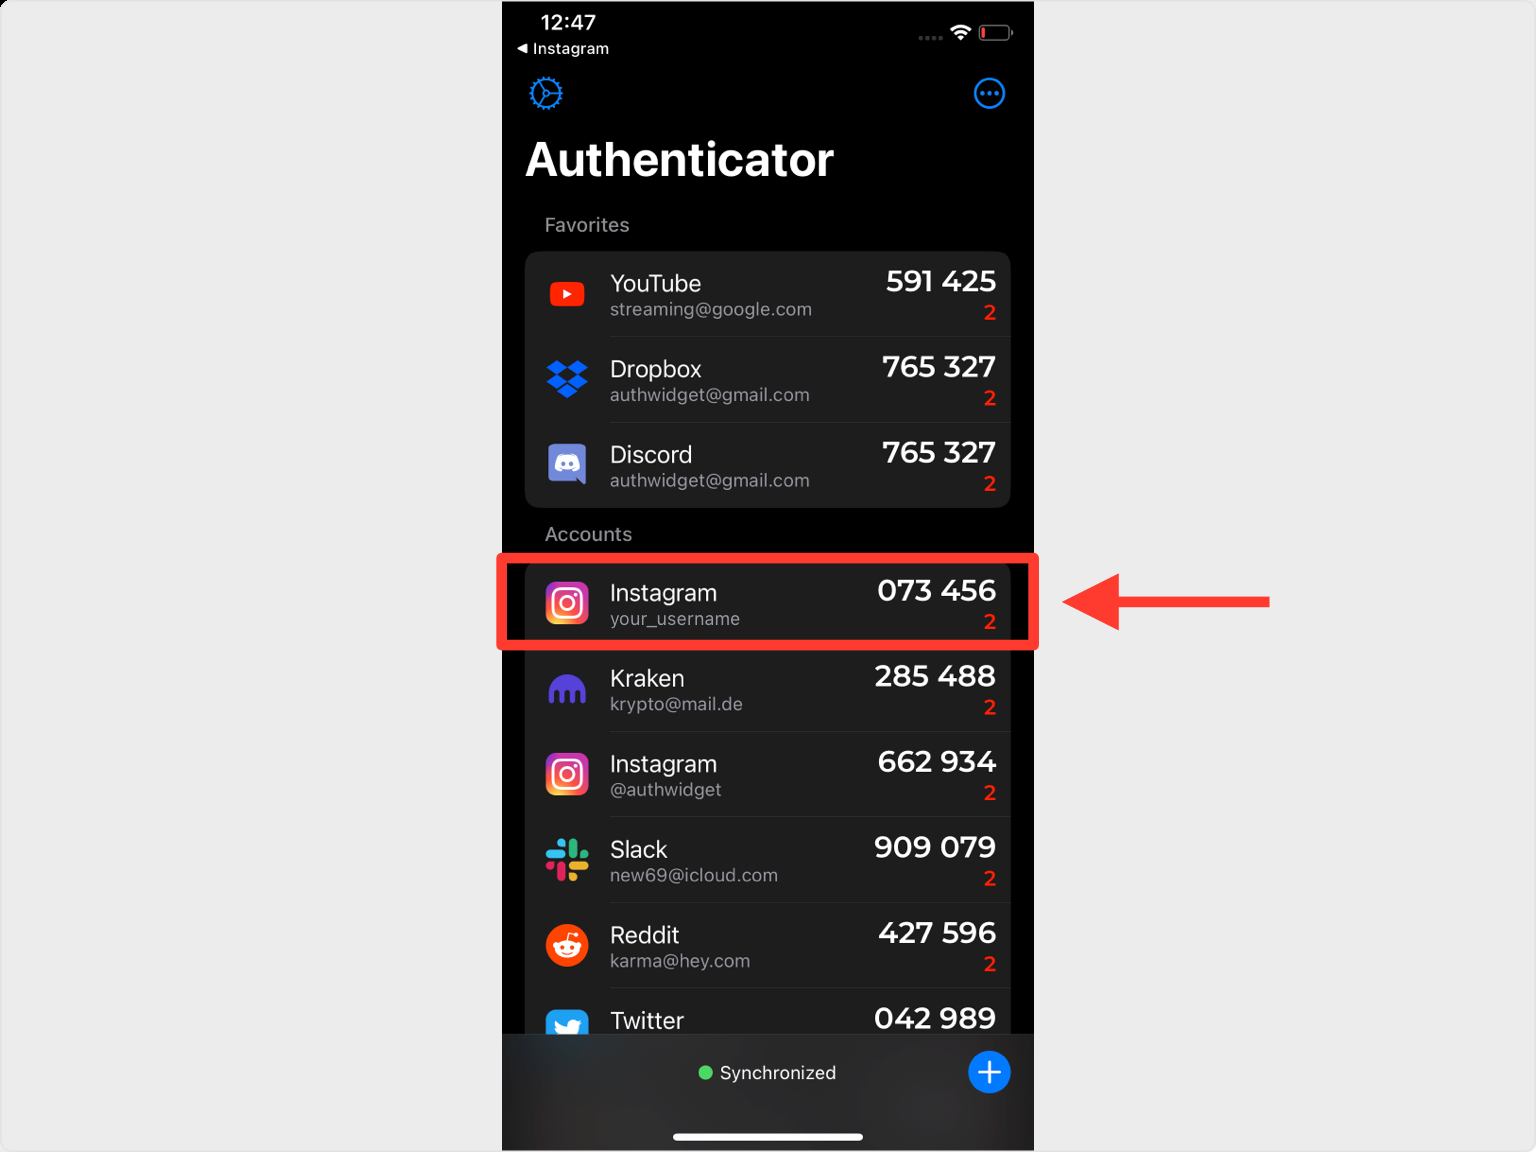 12:47
◀ Instagram
Authenticator
Favorites
YouTube 591 425
streaming@google.com 2
Dropbox 765 327
authwidget@gmail.com 2
Discord 765 327
authwidget@gmail.com 2
Accounts
Instagram 073 456
your_username 2
Kraken 285 488
krypto@mail.de 2
Instagram 662 934
@authwidget 2
Slack 909 079
new69@icloud.com 2
Reddit 427 596
karma@hey.com 2
Twitter 042 989
Synchronized